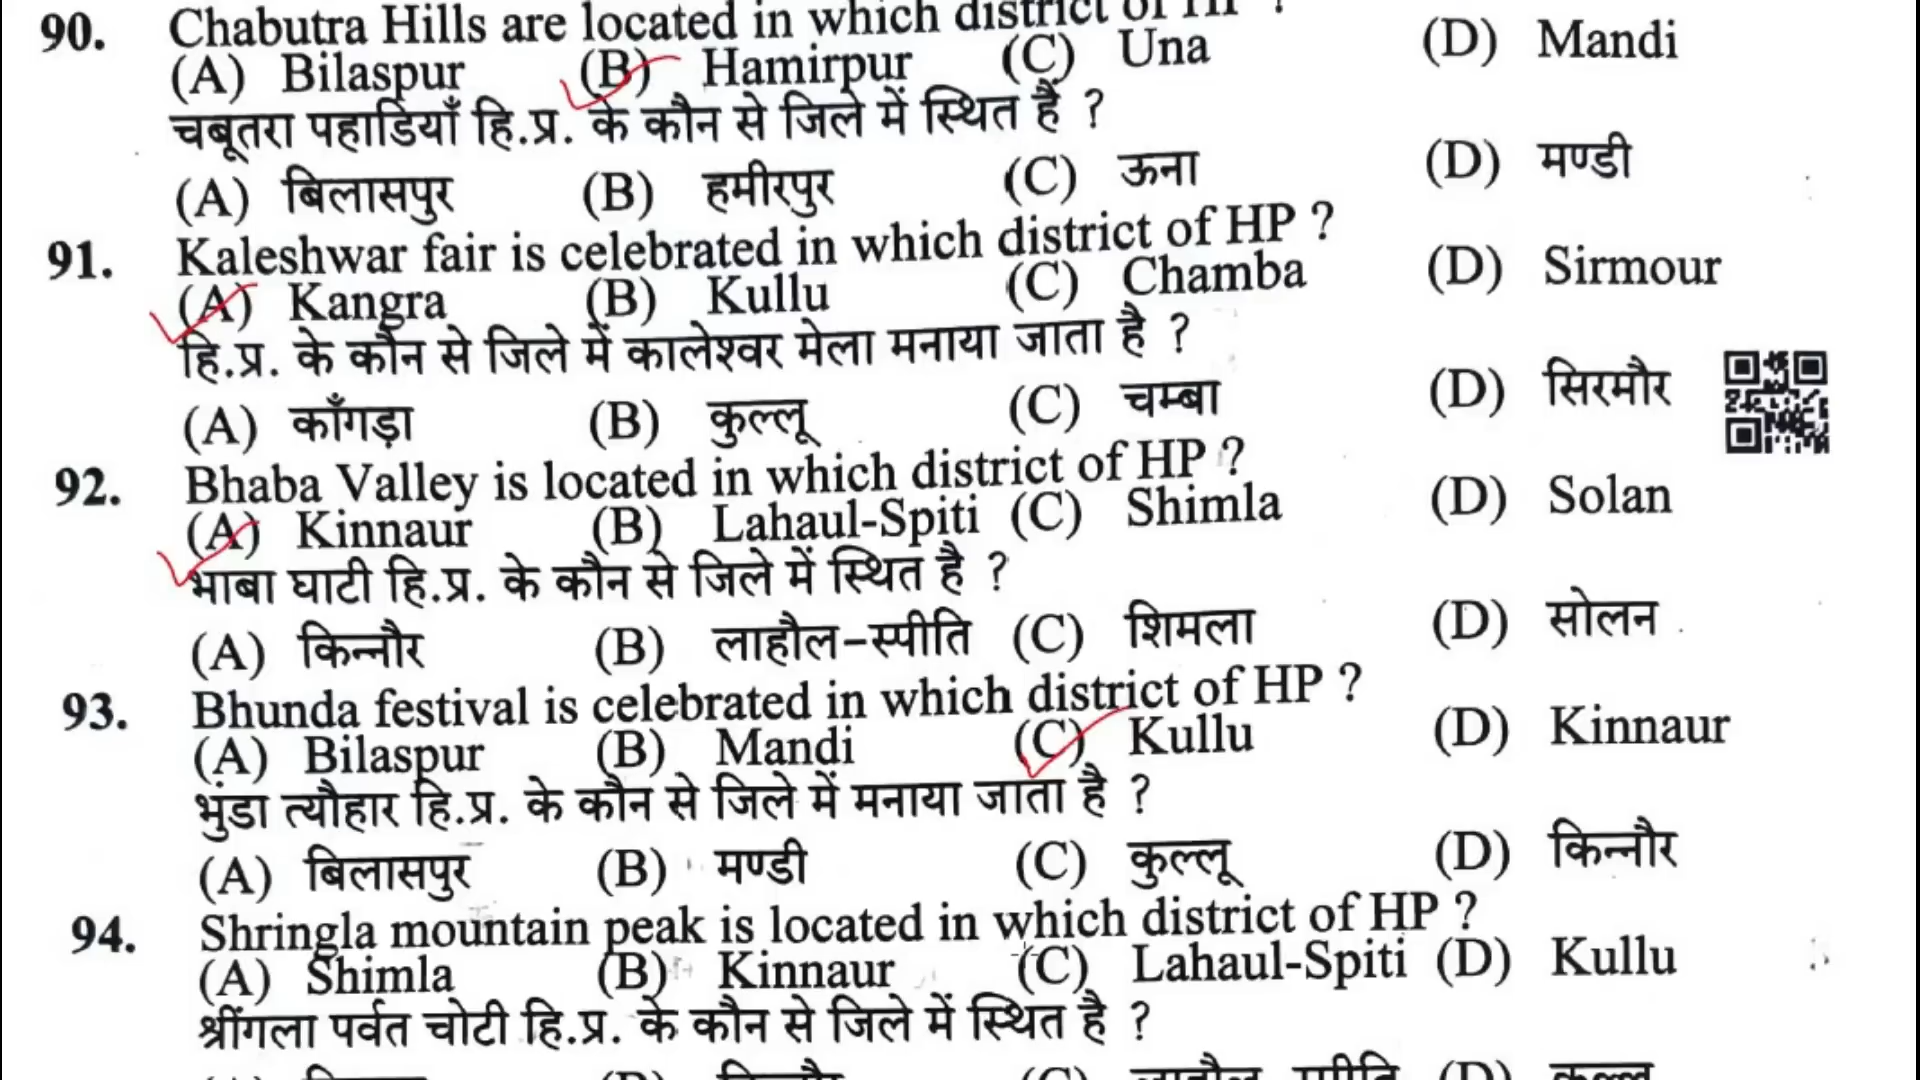 90. Chabutra Hills are located in which district of HP ?
(A) Bilaspur (B) Hamirpur (C) Una (D) Mandi
चबूतरा पहाडियाँ हि.प्र. के कौन से जिले में स्थित हैं ?
(A) बिलासपुर (B) हमीरपुर (C) ऊना (D) मण्डी
91. Kaleshwar fair is celebrated in which district of HP ?
(A) Kangra (B) Kullu (C) Chamba (D) Sirmour
हि.प्र. के कौन से जिले में कालेश्वर मेला मनाया जाता है ?
(A) काँगड़ा (B) कुल्लू (C) चम्बा (D) सिरमौर
92. Bhaba Valley is located in which district of HP ?
(A) Kinnaur (B) Lahaul-Spiti (C) Shimla (D) Solan
भाबा घाटी हि.प्र. के कौन से जिले में स्थित है ?
(A) किन्नौर (B) लाहौल-स्पीति (C) शिमला (D) सोलन
93. Bhunda festival is celebrated in which district of HP ?
(A) Bilaspur (B) Mandi (C) Kullu (D) Kinnaur
भुंडा त्यौहार हि.प्र. के कौन से जिले में मनाया जाता है ?
(A) बिलासपुर (B) मण्डी (C) कुल्लू (D) किन्नौर
94. Shringla mountain peak is located in which district of HP ?
(A) Shimla (B) Kinnaur (C) Lahaul-Spiti (D) Kullu
श्रींगला पर्वत चोटी हि.प्र. के कौन से जिले में स्थित है ?